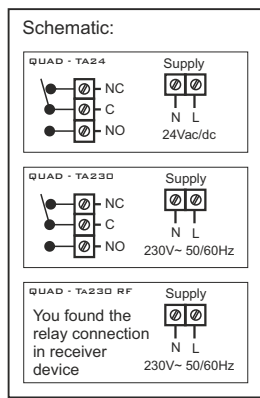 Schematic:
QUAD - TA24
Supply
NC
C
NO
N L
24Vac/dc
QUAD - TA230
Supply
NC
C
NO
N L
230V~ 50/60Hz
QUAD - TA230 RF
Supply
You found the
relay connection
in receiver
device
N L
230V~ 50/60Hz